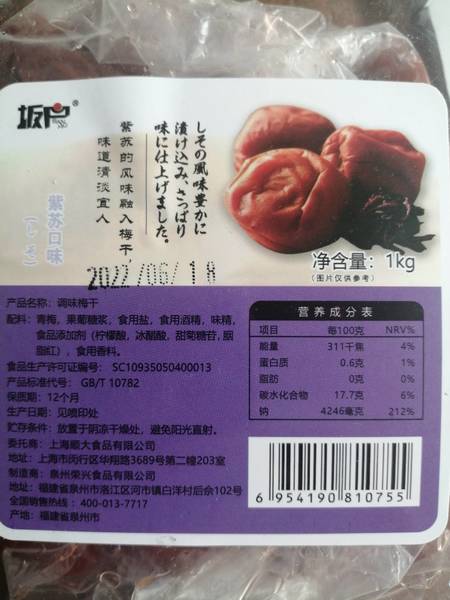 坂户®
しその風味豊かに
漬け込み、さっぱり
味に仕上げました。
紫苏的风味融入梅干,
味道清淡宜人
紫苏口味
(しそ)
净含量: 1kg
(图片仅供参考)
2022/06/18
产品名称: 调味梅干
配料: 青梅, 果葡糖浆, 食用盐, 食用酒精, 味精,
食品添加剂 (柠檬酸, 冰醋酸, 甜菊糖苷, 胭
脂红), 食用香料。
食品生产许可证编号: SC10935050400013
产品标准代号: GB/T 10782
保质期: 12个月
生产日期: 见喷印处
贮存条件: 放置于阴凉干燥处, 避免阳光直射。
委托商: 上海顺大食品有限公司
地址: 上海市闵行区华翔路3689号第二幢203室
制造商: 泉州荣兴食品有限公司
地址: 福建省泉州市洛江区河市镇白洋村后佘102号
全国销售热线: 400-013-7717
产地: 福建省泉州市
营养成分表
项目 每100克 NRV%
能量 311千焦 4%
蛋白质 0.6克 1%
脂肪 0克 0%
碳水化合物 17.7克 6%
钠 4246毫克 212%
6 954190 810755